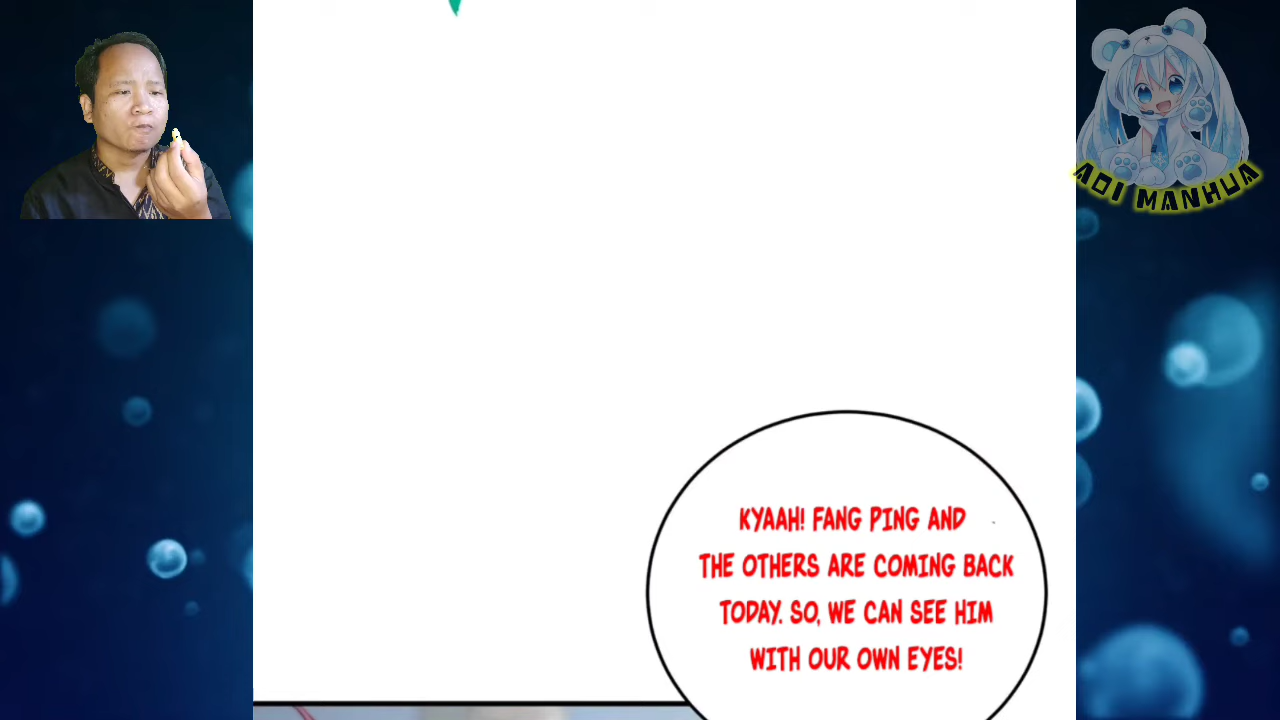 AOI MANHUA
KYAAH! FANG PING AND
THE OTHERS ARE COMING BACK
TODAY. SO, WE CAN SEE HIM
WITH OUR OWN EYES!